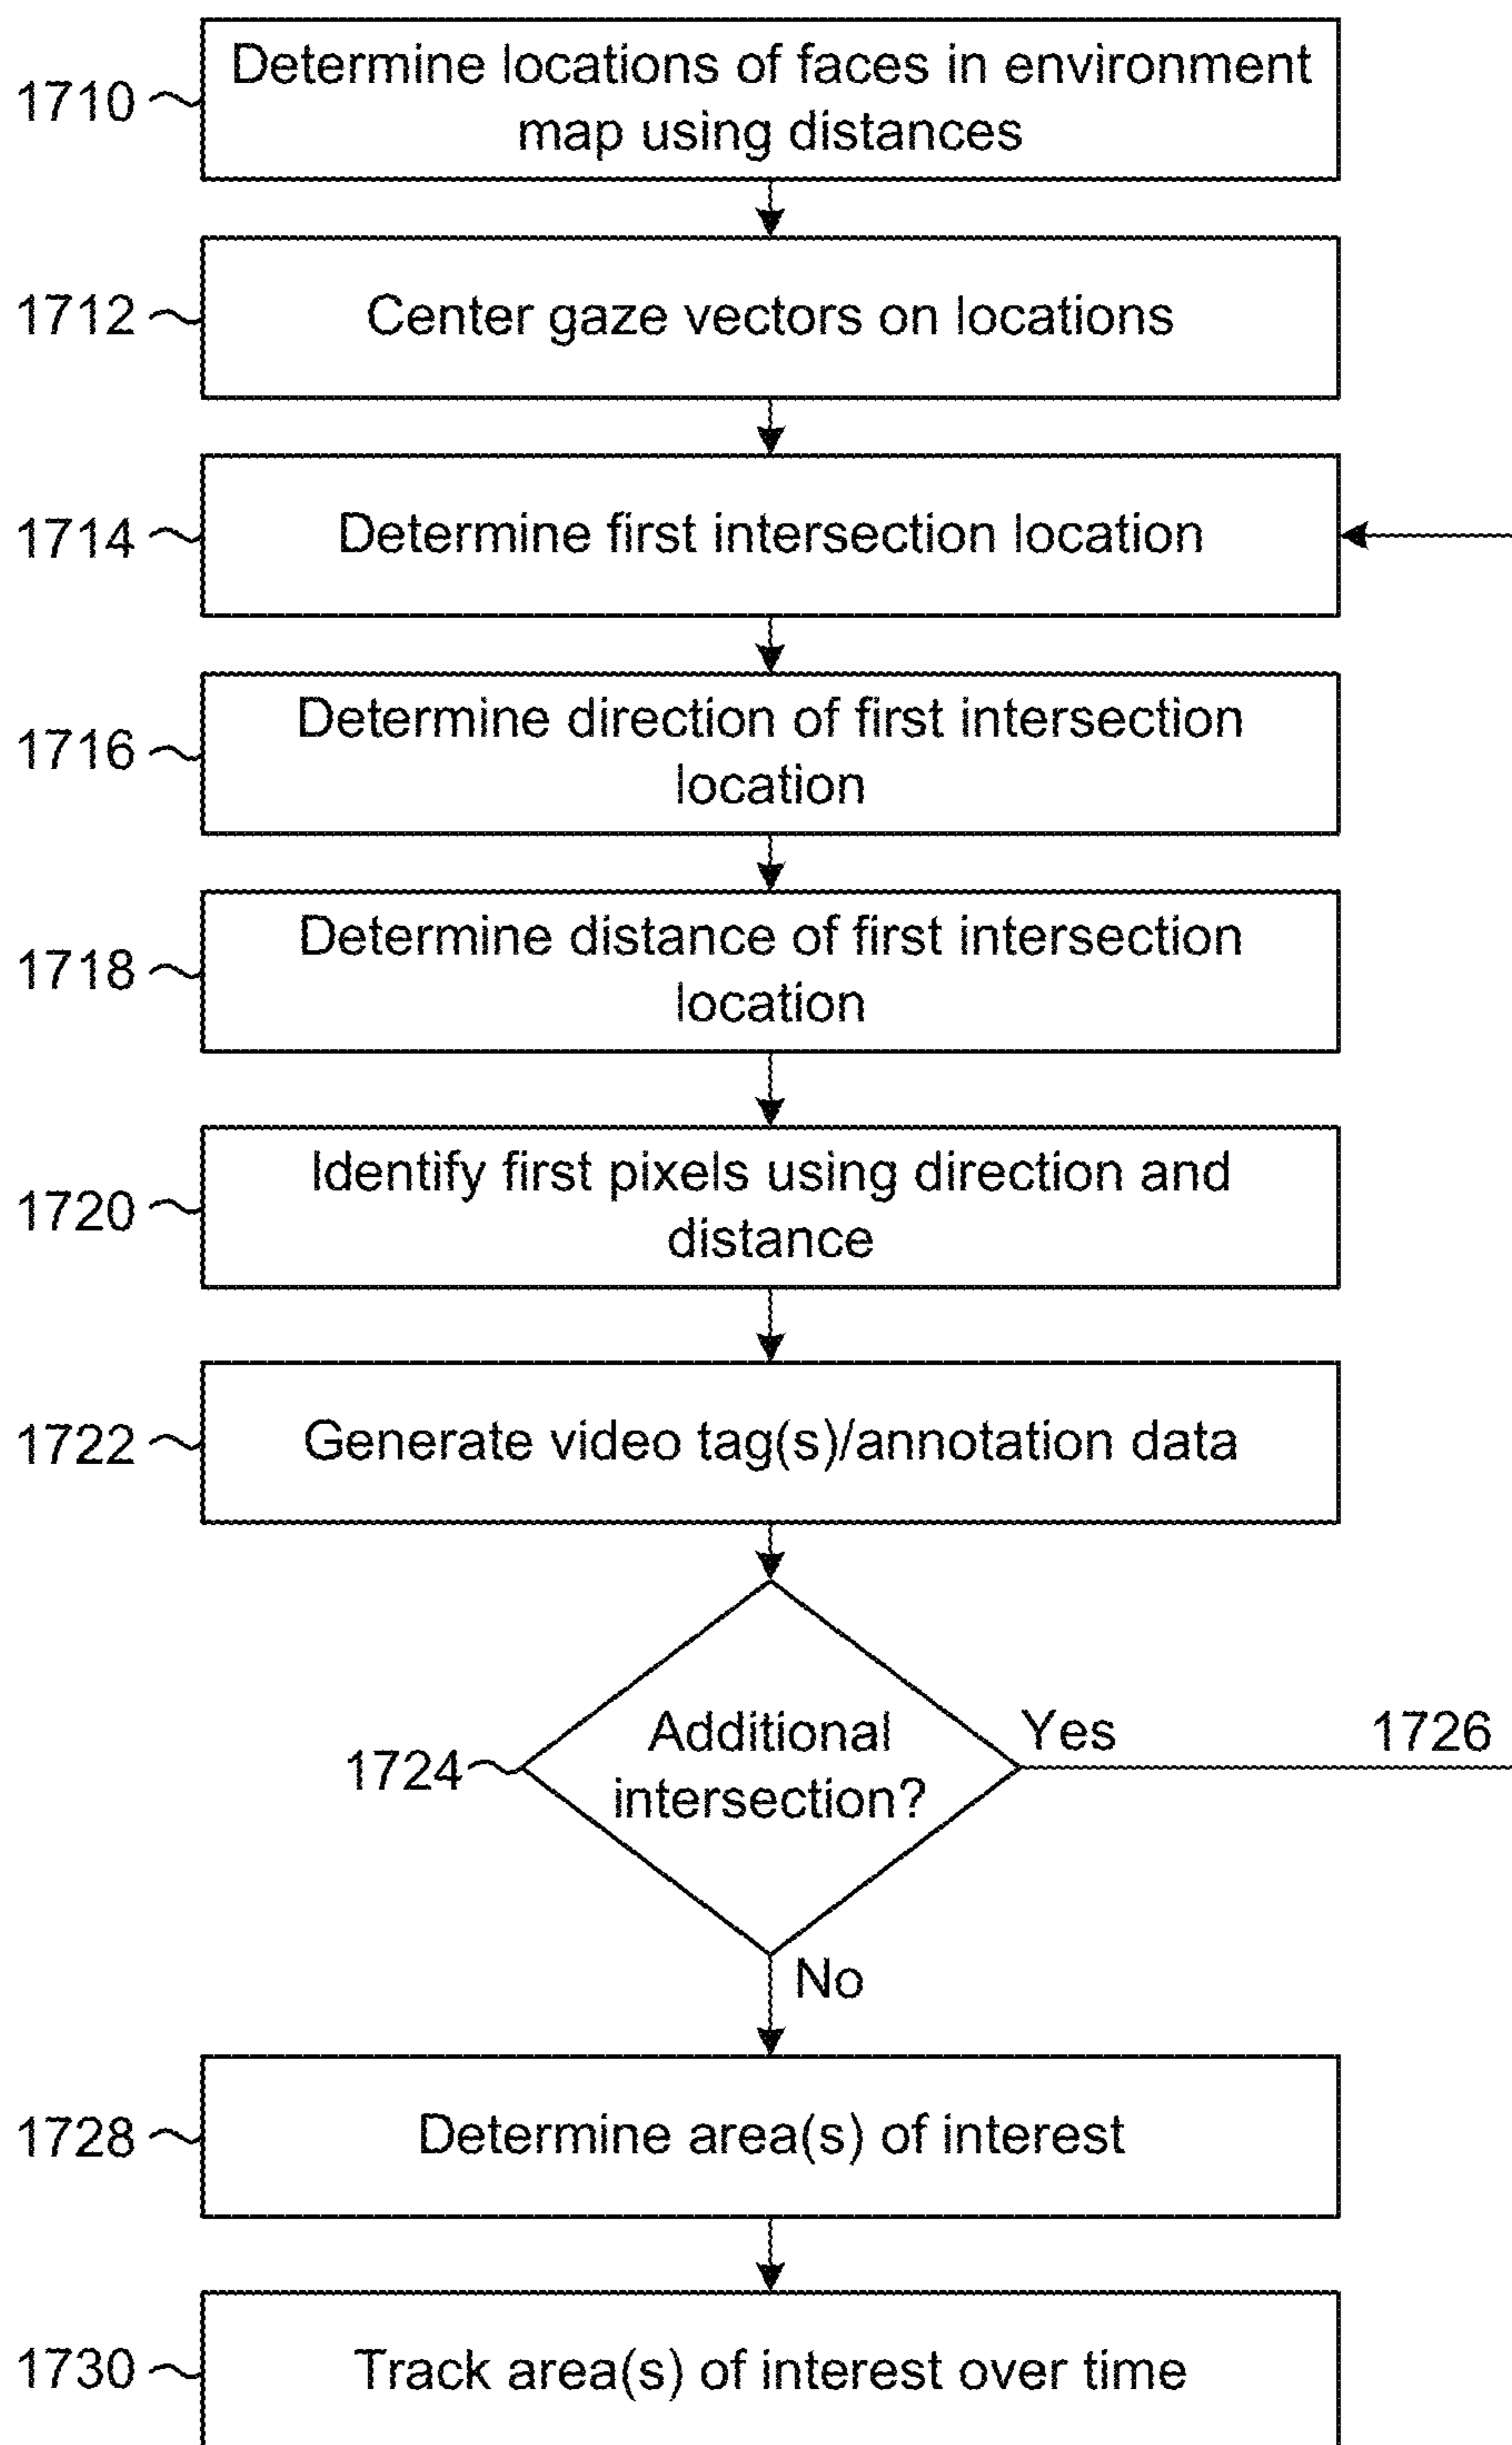 Determine locations of faces in environment
1710
map using distances
1712
Center gaze vectors on locations
1714
Determine first intersection location
Determine direction of first intersection
1716
location
Determine distance of first intersection
1718
location
Identify first pixels using direction and
1720
distance
1722
Generate video tag(s)/annotation data
Additional
Yes
1726
1724
intersection?
No
1728
Determine area(s) of interest
1730
Track area(s) of interest over time